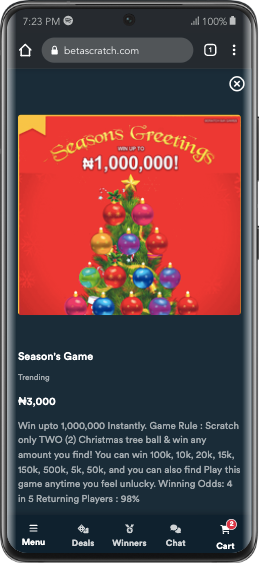 7:23 PM
100%
betascratch.com
1
Seasons Greetings
WIN UP TO
₦1,000,000!
Season's Game
Trending
₦3,000
Win upto 1,000,000 Instantly. Game Rule : Scratch
only TWO (2) Christmas tree ball & win any
amount you find! You can win 100k, 10k, 20k, 15k,
150k, 500k, 5k, 50k, and you can also find Play this
game anytime you feel unlucky. Winning Odds: 4
in 5 Returning Players : 98%
Menu
Deals
Winners
Chat
2
Cart